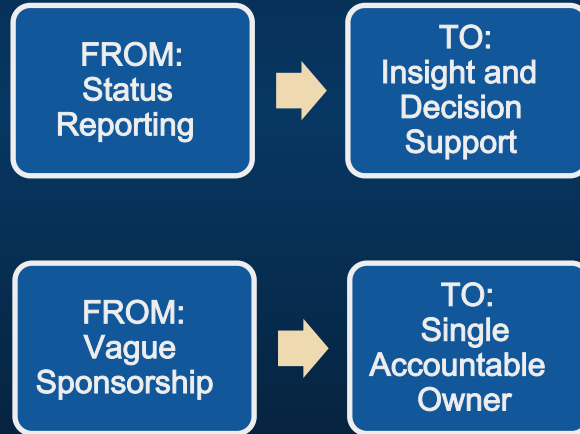 FROM:
Status
Reporting
TO:
Insight and
Decision
Support
FROM:
Vague
Sponsorship
TO:
Single
Accountable
Owner